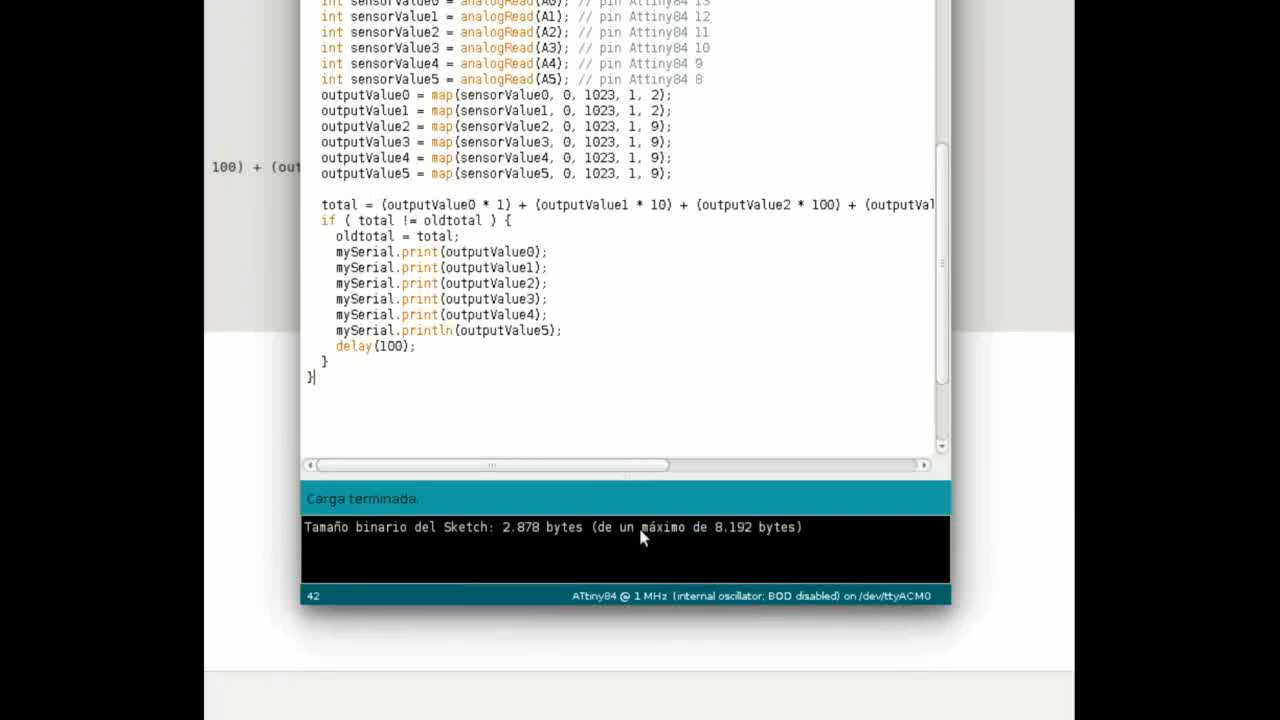 int sensorValue0 = analogRead(A0); // pin Attiny84 13
int sensorValue1 = analogRead(A1); // pin Attiny84 12
int sensorValue2 = analogRead(A2); // pin Attiny84 11
int sensorValue3 = analogRead(A3); // pin Attiny84 10
int sensorValue4 = analogRead(A4); // pin Attiny84 9
int sensorValue5 = analogRead(A5); // pin Attiny84 8
outputValue0 = map(sensorValue0, 0, 1023, 1, 2);
outputValue1 = map(sensorValue1, 0, 1023, 1, 2);
outputValue2 = map(sensorValue2, 0, 1023, 1, 9);
outputValue3 = map(sensorValue3, 0, 1023, 1, 9);
outputValue4 = map(sensorValue4, 0, 1023, 1, 9);
outputValue5 = map(sensorValue5, 0, 1023, 1, 9);
100) + (out
total = (outputValue0 * 1) + (outputValue1 * 10) + (outputValue2 * 100) + (outputVal
if ( total != oldtotal ) {
oldtotal = total;
mySerial.print(outputValue0);
mySerial.print(outputValue1);
mySerial.print(outputValue2);
mySerial.print(outputValue3);
mySerial.print(outputValue4);
mySerial.println(outputValue5);
delay(100);
}
}
Carga terminada.
Tamaño binario del Sketch: 2.878 bytes (de un máximo de 8.192 bytes)
42
ATtiny84 @ 1 MHz (internal oscillator; BOD disabled) on /dev/ttyACM0